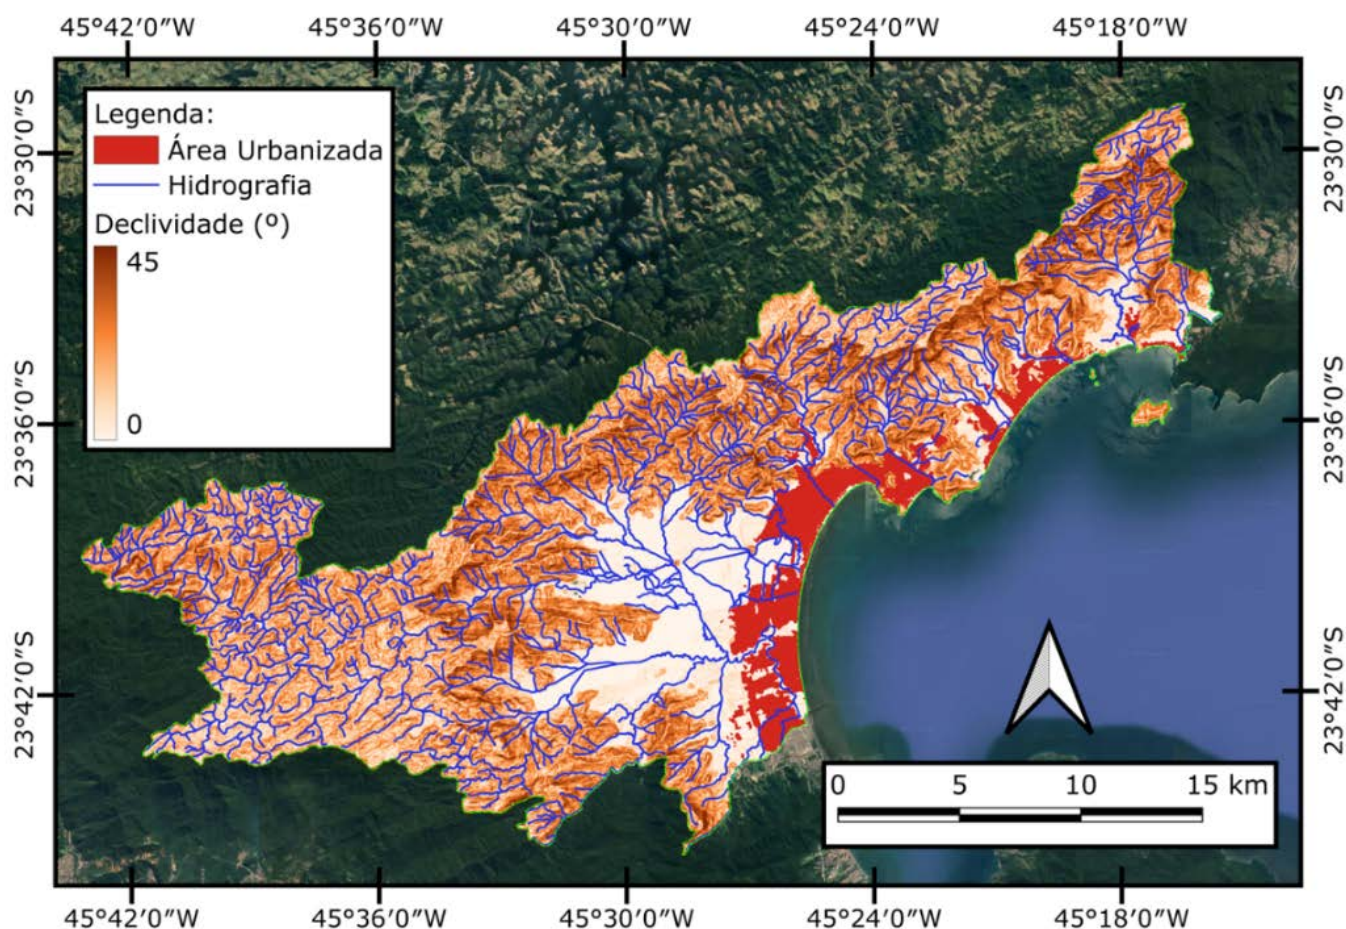 45°42′0″W 45°36′0″W 45°30′0″W 45°24′0″W 45°18′0″W
23°30′0″S
23°36′0″S
23°42′0″S
Legenda:
Área Urbanizada
Hidrografia
Declividade (º)
45
0
23°30′0″S
23°36′0″S
23°42′0″S
0 5 10 15 km
45°42′0″W 45°36′0″W 45°30′0″W 45°24′0″W 45°18′0″W